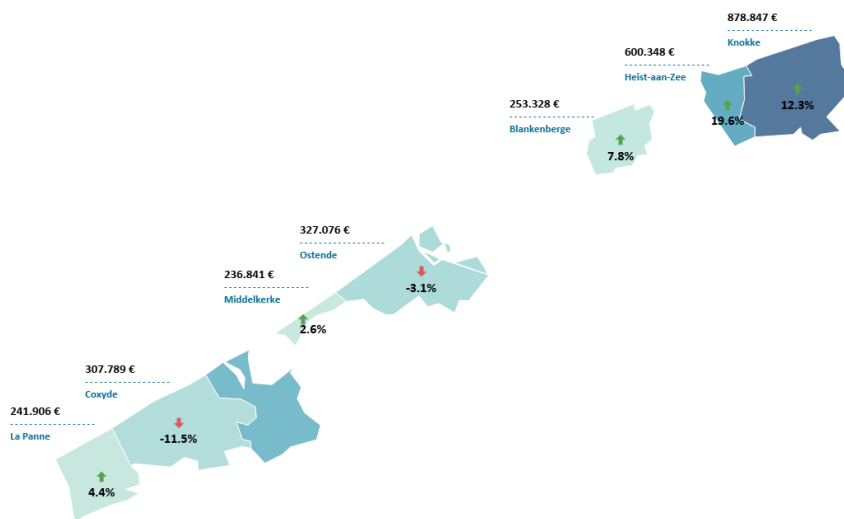 878.847 €
Knokke
12.3%
600.348 €
Heist-aan-Zee
19.6%
253.328 €
Blankenberge
7.8%
327.076 €
Ostende
-3.1%
236.841 €
Middelkerke
2.6%
307.789 €
Coxyde
-11.5%
241.906 €
La Panne
4.4%